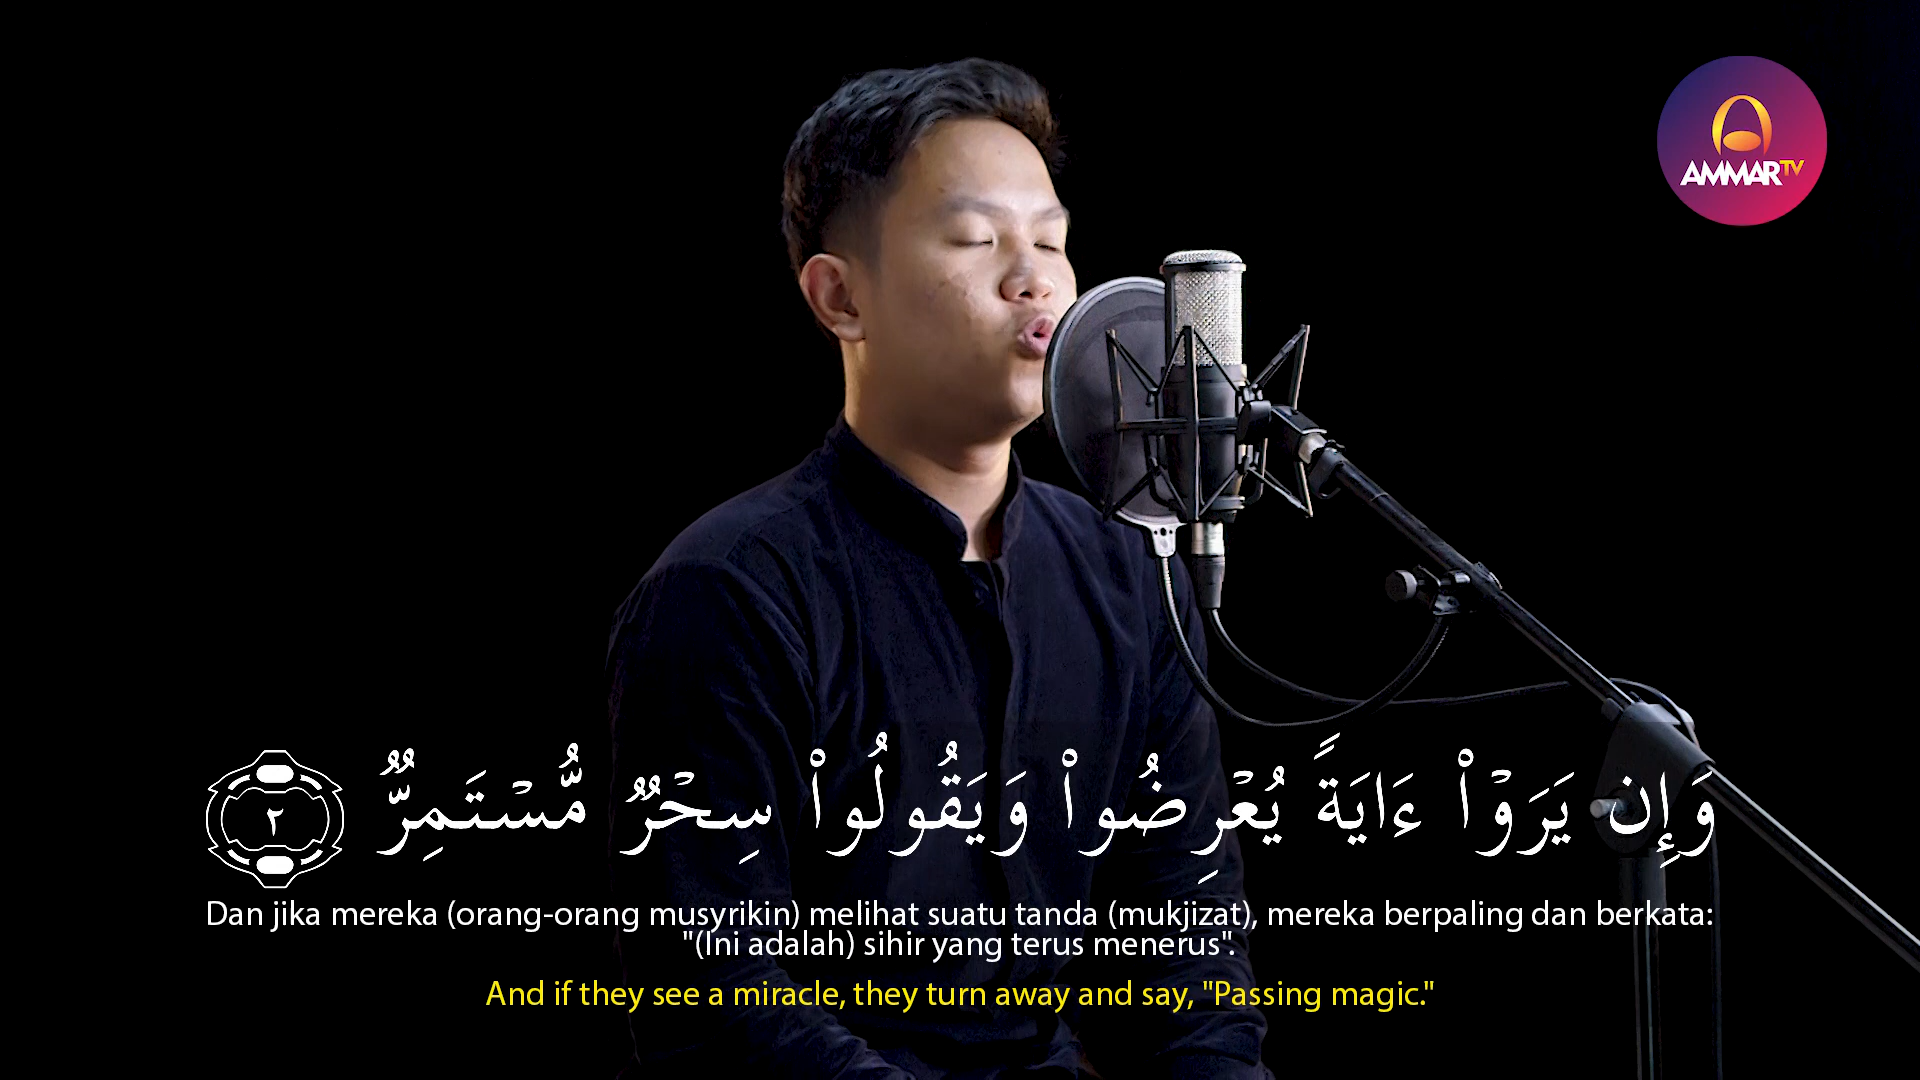 AMMARTV
وَإِن يَرَوْا۟ ءَايَةً يُعْرِضُوا۟ وَيَقُولُوا۟ سِحْرٌ مُّسْتَمِرٌّ ٢
Dan jika mereka (orang-orang musyrikin) melihat suatu tanda (mukjizat), mereka berpaling dan berkata:
"(Ini adalah) sihir yang terus menerus".
And if they see a miracle, they turn away and say, "Passing magic."